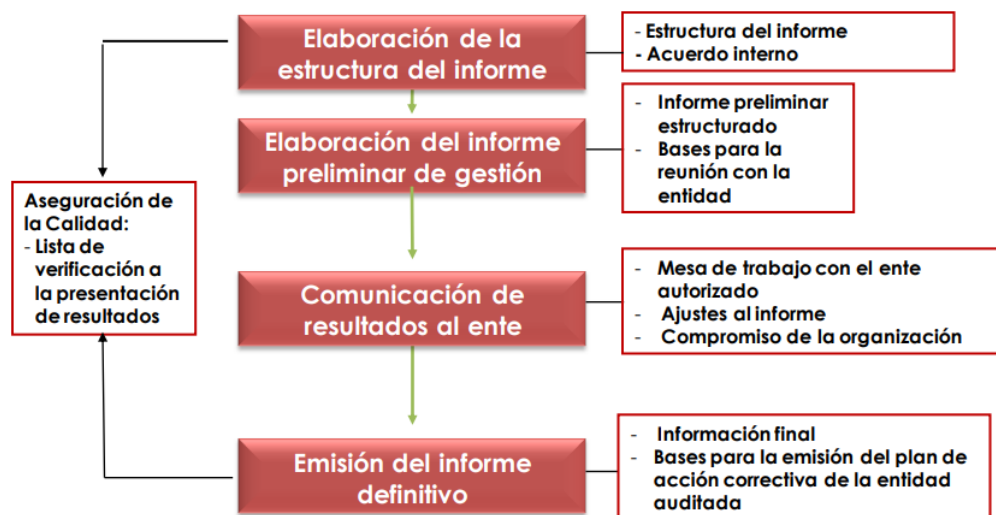 Elaboración de la
estructura del informe
- Estructura del informe
- Acuerdo interno
Elaboración del informe
preliminar de gestión
- Informe preliminar
estructurado
- Bases para la
reunión con la
entidad
Aseguración de
la Calidad:
- Lista de
verificación a
la presentación
de resultados
Comunicación de
resultados al ente
- Mesa de trabajo con el ente
autorizado
- Ajustes al informe
- Compromiso de la organización
Emisión del informe
definitivo
- Información final
- Bases para la emisión del plan de
acción correctiva de la entidad
auditada